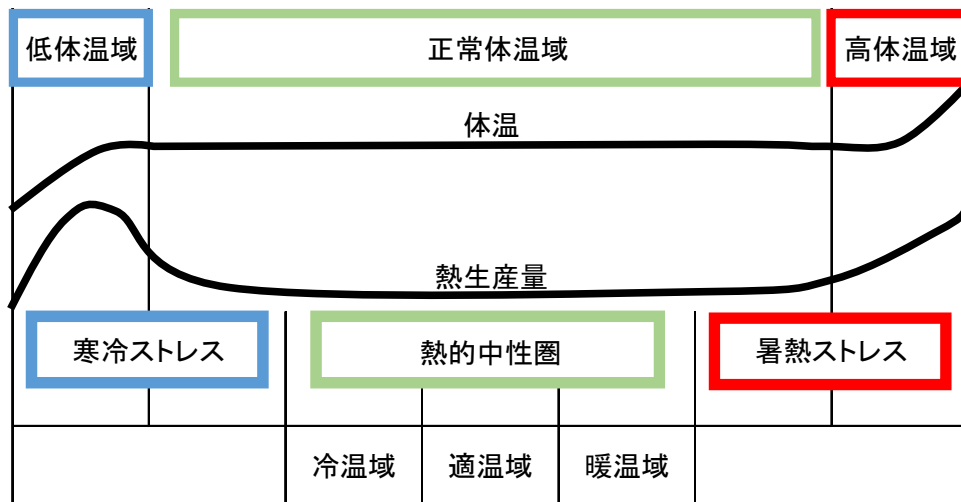 低体温域
正常体温域
高体温域
体温
熱生産量
寒冷ストレス
熱的中性圏
暑熱ストレス
冷温域
適温域
暖温域